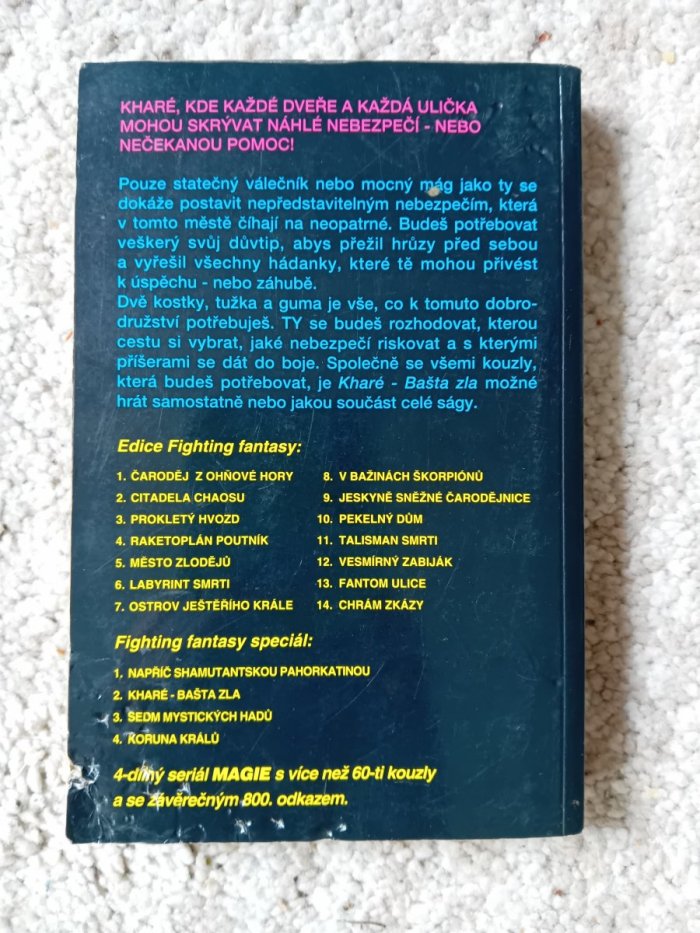 KHARÉ, KDE KAŽDÉ DVEŘE A KAŽDÁ ULIČKA
MOHOU SKRÝVAT NÁHLÉ NEBEZPEČÍ - NEBO
NEČEKANOU POMOC!
Pouze statečný válečník nebo mocný mág jako ty se
dokáže postavit nepředstavitelným nebezpečím, která
v tomto městě číhají na neopatrné. Budeš potřebovat
veškerý svůj důvtip, abys přežil hrůzy před sebou
a vyřešil všechny hádanky, které tě mohou přivést
k úspěchu - nebo záhubě.
Dvě kostky, tužka a guma je vše, co k tomuto dobro-
družství potřebuješ. TY se budeš rozhodovat, kterou
cestu si vybrat, jaké nebezpečí riskovat a s kterými
příšerami se dát do boje. Společně se všemi kouzly,
která budeš potřebovat, je Kharé - Bašta zla možné
hrát samostatně nebo jakou součást celé ságy.
Edice Fighting fantasy:
1. ČARODĚJ Z OHŇOVÉ HORY
2. CITADELA CHAOSU
3. PROKLETÝ HVOZD
4. RAKETOPLÁN POUTNÍK
5. MĚSTO ZLODĚJŮ
6. LABYRINT SMRTI
7. OSTROV JEŠTĚŘÍHO KRÁLE
8. V BAŽINÁCH ŠKORPIÓNŮ
9. JESKYNĚ SNĚŽNÉ ČARODĚJNICE
10. PEKELNÝ DŮM
11. TALISMAN SMRTI
12. VESMÍRNÝ ZABIJÁK
13. FANTOM ULICE
14. CHRÁM ZKÁZY
Fighting fantasy speciál:
1. NAPŘÍČ SHAMUTANTSKOU PAHORKATINOU
2. KHARÉ - BAŠTA ZLA
3. SEDM MYSTICKÝCH HADŮ
4. KORUNA KRÁLŮ
4-dílný seriál MAGIE s více než 60-ti kouzly
a se závěrečným 800. odkazem.